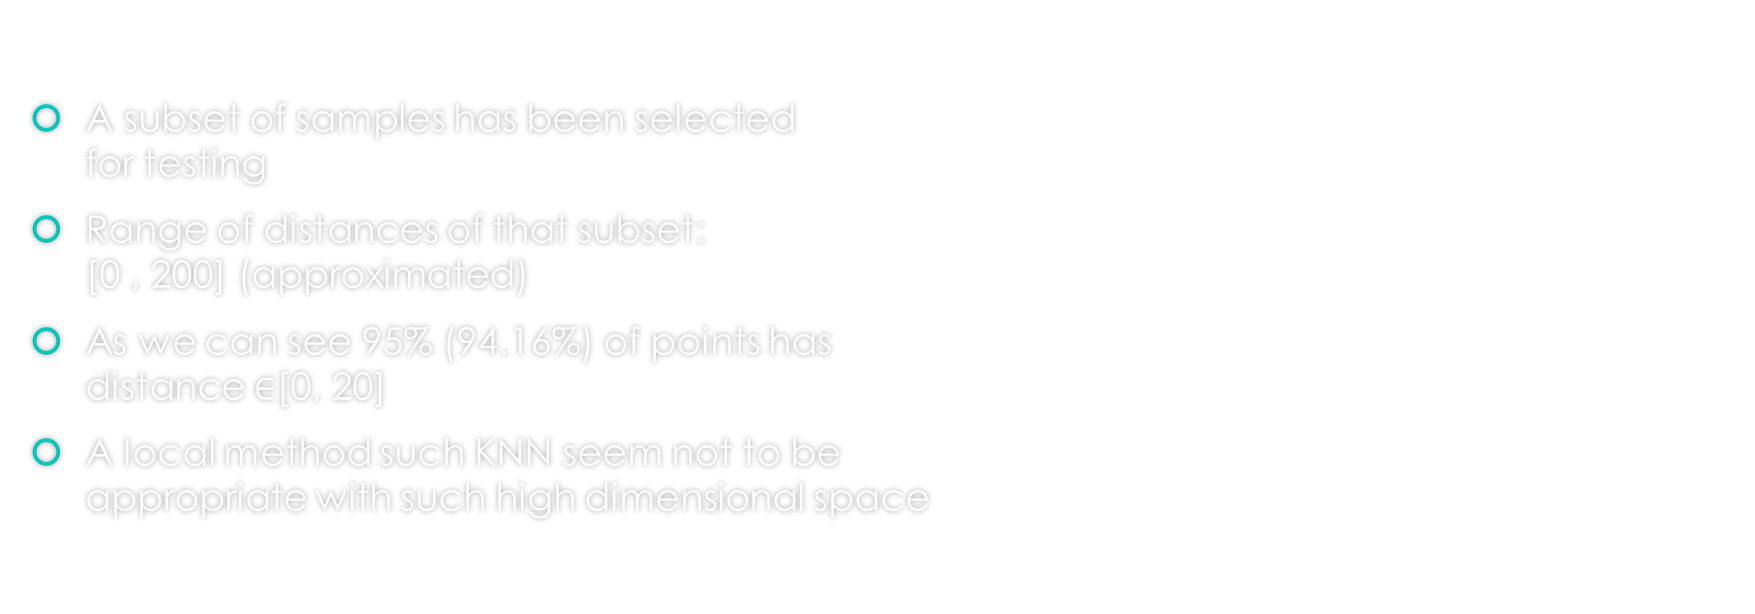 A subset of samples has been selected
for testing
Range of distances of that subset:
[0 , 200] (approximated)
As we can see 95% (94.16%) of points has
distance ∈[0, 20]
A local method such KNN seem not to be
appropriate with such high dimensional space